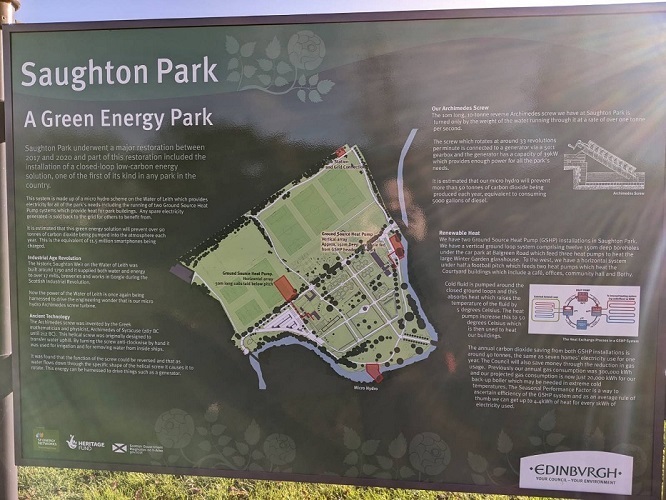 Saughton Park
A Green Energy Park
Saughton Park underwent a major restoration between
2017 and 2020 and part of this restoration included the
installation of a closed-loop low-carbon energy
solution, one of the first of its kind in any park in the
country.
This system is made up of a micro hydro scheme on the Water of Leith which provides
electricity for all of the park's needs including the running of two Ground Source Heat
Pump systems which provide heat for park buildings. Any spare electricity
generated is sold back to the grid for others to benefit from.
It is estimated that this green energy solution will prevent over 90
tonnes of carbon dioxide being pumped into the atmosphere each
year. This is the equivalent of 11.5 million smartphones being
charged.
Industrial Age Revolution
The historic Saughton Weir on the Water of Leith was
built around and it supplied both water and energy
to over 17 mills, breweries and works in Gorgie during the
Scottish Industrial Revolution.
Now the power of the Water of Leith is once again being
harnessed to drive the engineering wonder that is our micro
hydro Archimedes screw turbine.
Ancient Technology
The Archimedes screw was invented by the Greek
mathematician and physicist, Archimedes of Syracuse (287 BC
until 212 BC). This helical screw was originally designed to
transfer water uphill. By turning the screw anti-clockwise by hand it
was used for irrigation and for removing water from inside ships.
It was found that the function of the screw could be reversed and that as
water flows down through the specific shape of the helical screw it causes it to
rotate. This energy can be harnessed to drive things such as a generator.
and Grid Connection
Ground Source Heat Pump
Vertical array
Ground Source Heat Pump
Horizontal array
laid below pitch
Micro Hydro
Our Archimedes Screw
The 10m long, 10-tonne reverse Archimedes screw we have at Saughton Park is
turned only by the weight of the water running through it at a rate of over one tonne
per second.
The screw which rotates at around 33 revolutions
per minute is connected to a generator via a
gearbox and the generator has a capacity of
which provides enough power for all the park's
needs.
It is estimated that our micro hydro will prevent
more than 50 tonnes of carbon dioxide being
produced each year, equivalent to consuming
5000 gallons of diesel.
Archimedes Screw
Renewable Heat
We have two Ground Source Heat Pump (GSHP) installations in Saughton Park.
We have a vertical ground loop system comprising twelve 150m deep boreholes
under the car park at Balgreen Road which feed three heat pumps to heat the
large Winter Garden glasshouse. To the west, we have a horizontal system
under half a football pitch which feeds two heat pumps which heat the
Courtyard buildings which include a café, offices, community hall and Bothy.
Cold fluid is pumped around the
closed ground loops and this
absorbs heat which raises the
temperature of the fluid by
5 degrees Celsius. The heat
pumps increase this to 50
degrees Celsius which
is then used to heat
our buildings.
The Heat Exchange Process in a GSHP System
The annual carbon dioxide saving from both GSHP installations is
around 40 tonnes, the same as seven homes' electricity use for one
year. The Council will also save money through the reduction in gas
usage. Previously our annual gas consumption was 300,000 kWh
and our projected gas consumption is now just 20,000 kWh for our
back-up boiler which may be needed in extreme cold
temperatures. The Seasonal Performance Factor is a way to
ascertain efficiency of the GSHP system and as an average rule of
thumb we can get up to 4.4kWh of heat for every 1kWh of
electricity used.
HERITAGE
FUND
EDINBVRGH
YOUR COUNCIL – YOUR ENVIRONMENT